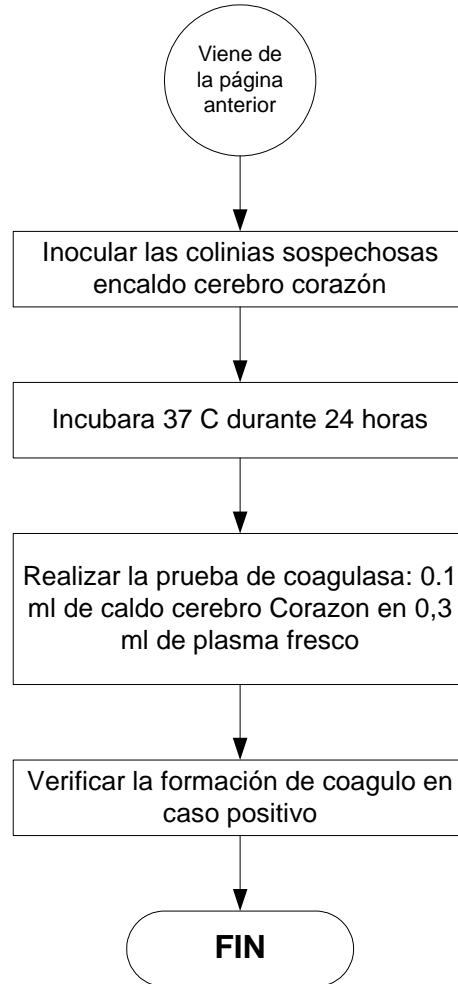 Viene de
la página
anterior
Inocular las colinias sospechosas
encaldo cerebro corazón
Incubara 37 C durante 24 horas
Realizar la prueba de coagulasa: 0.1
ml de caldo cerebro Corazon en 0,3
ml de plasma fresco
Verificar la formación de coagulo en
caso positivo
FIN